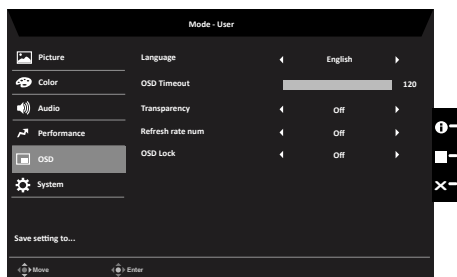 Mode - User
Picture
Language English
Color
OSD Timeout 120
Audio
Transparency Off
Performance
Refresh rate num Off
OSD
OSD Lock Off
System
Save setting to...
Move Enter